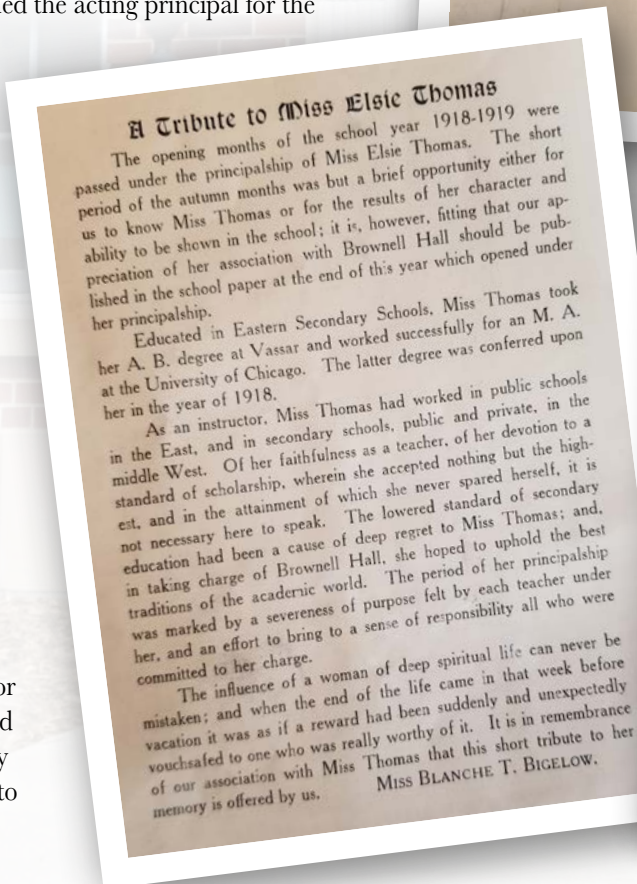 ed the acting principal for the
A Tribute to Miss Elsie Thomas
The opening months of the school year 1918-1919 were
passed under the principalship of Miss Elsie Thomas. The short
period of the autumn months was but a brief opportunity either for
us to know Miss Thomas or for the results of her character and
ability to be shown in the school; it is, however, fitting that our ap-
preciation of her association with Brownell Hall should be pub-
lished in the school paper at the end of this year which opened under
her principalship.
Educated in Eastern Secondary Schools, Miss Thomas took
her A. B. degree at Vassar and worked successfully for an M. A.
at the University of Chicago. The latter degree was conferred upon
her in the year of 1918.
As an instructor, Miss Thomas had worked in public schools
in the East, and in secondary schools, public and private, in the
middle West. Of her faithfulness as a teacher, of her devotion to a
standard of scholarship, wherein she accepted nothing but the high-
est, and in the attainment of which she never spared herself, it is
not necessary here to speak. The lowered standard of secondary
education had been a cause of deep regret to Miss Thomas; and,
in taking charge of Brownell Hall, she hoped to uphold the best
traditions of the academic world. The period of her principalship
was marked by a severeness of purpose felt by each teacher under
her, and an effort to bring to a sense of responsibility all who were
committed to her charge.
The influence of a woman of deep spiritual life can never be
mistaken; and when the end of the life came in that week before
vacation it was as if a reward had been suddenly and unexpectedly
vouchsafed to one who was really worthy of it. It is in remembrance
of our association with Miss Thomas that this short tribute to her
memory is offered by us.
MISS BLANCHE T. BIGELOW.
or
d
y
to